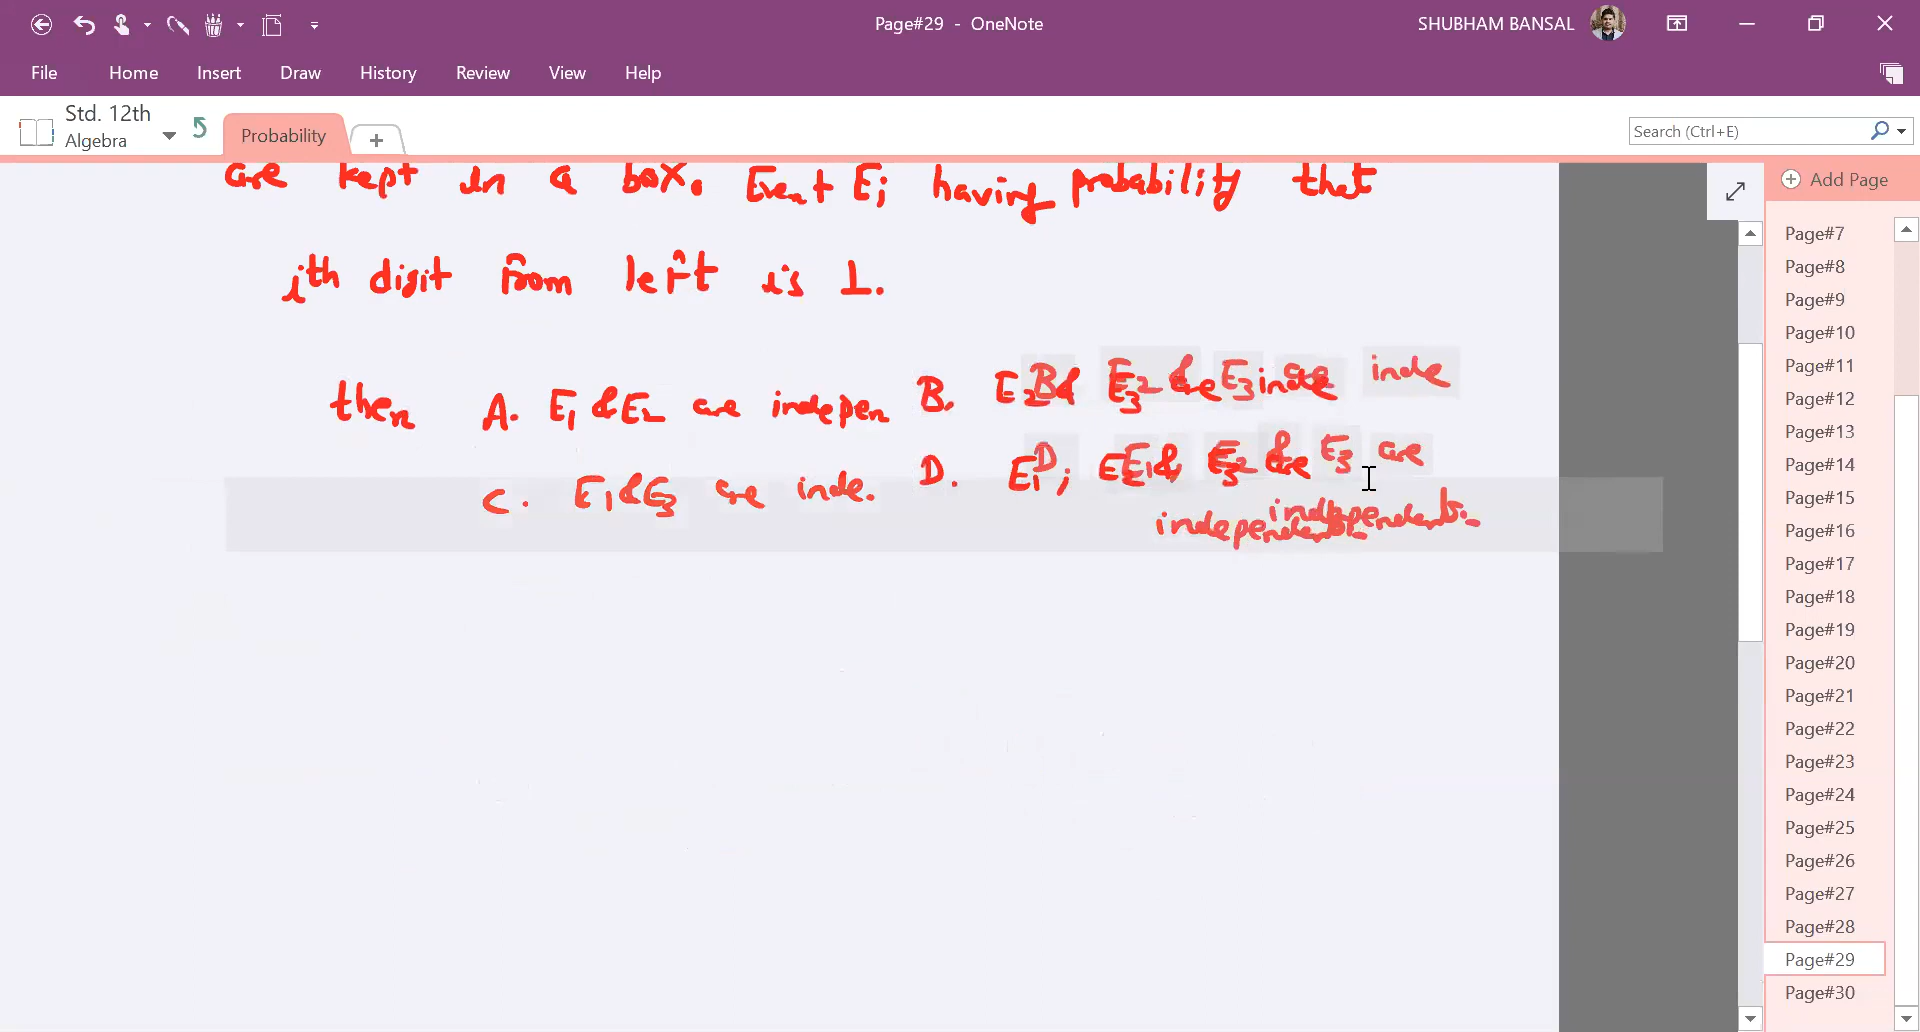 Page#29 - OneNote
SHUBHAM BANSAL
File Home Insert Draw History Review View Help
Std. 12th
Algebra
Probability
Search (Ctrl+E)
Add Page
are kept in a box. Event Ei having probability that
ith digit from left is 1.
then A. E1 & E2 are indepen B. E2 & E3 are inde
C. E1 & E3 are inde. D. E1, E2 & E3 are
independents.
Page#7
Page#8
Page#9
Page#10
Page#11
Page#12
Page#13
Page#14
Page#15
Page#16
Page#17
Page#18
Page#19
Page#20
Page#21
Page#22
Page#23
Page#24
Page#25
Page#26
Page#27
Page#28
Page#29
Page#30